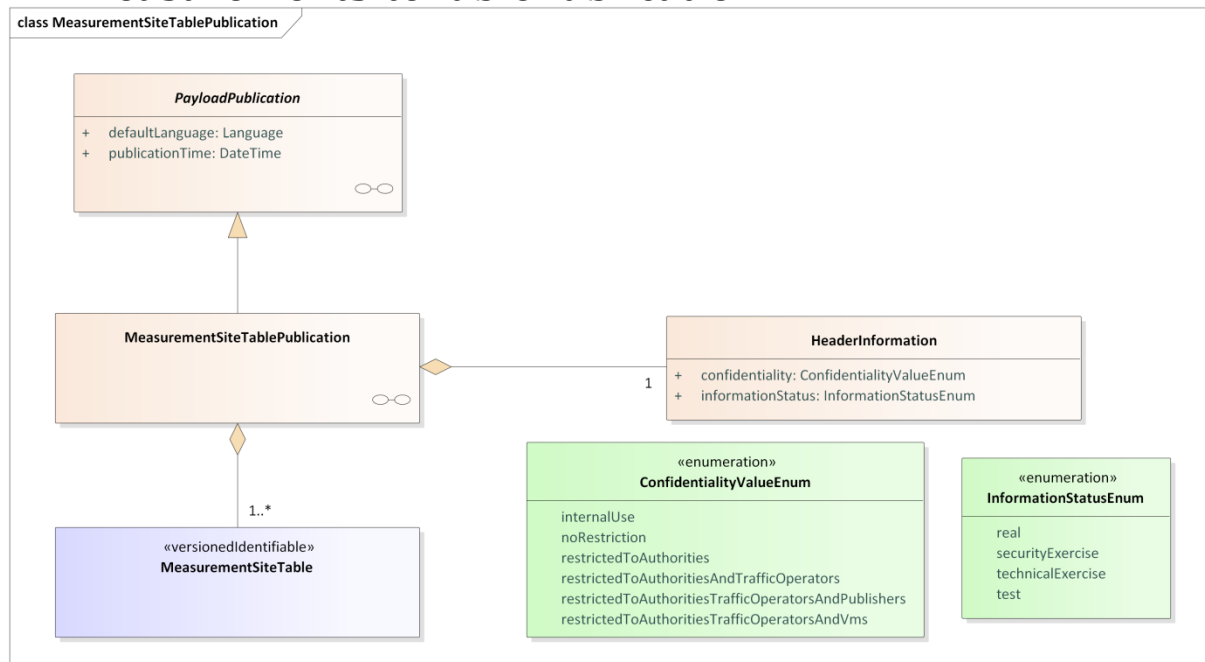 class MeasurementSiteTablePublication
PayloadPublication
+ defaultLanguage: Language
+ publicationTime: DateTime
MeasurementSiteTablePublication
HeaderInformation
+ confidentiality: ConfidentialityValueEnum
+ informationStatus: InformationStatusEnum
1
1..*
«versionedIdentifiable»
MeasurementSiteTable
«enumeration»
ConfidentialityValueEnum
internalUse
noRestriction
restrictedToAuthorities
restrictedToAuthoritiesAndTrafficOperators
restrictedToAuthoritiesTrafficOperatorsAndPublishers
restrictedToAuthoritiesTrafficOperatorsAndVms
«enumeration»
InformationStatusEnum
real
securityExercise
technicalExercise
test